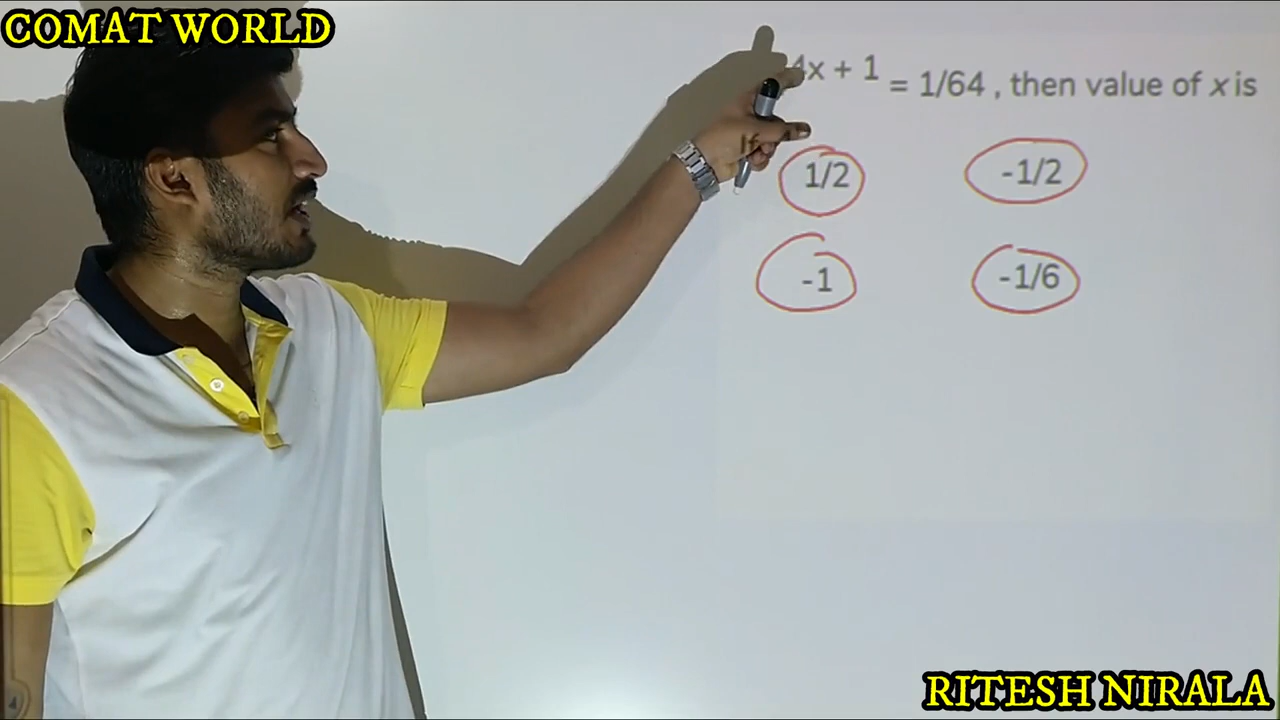 COMAT WORLD
If 4x + 1 = 1/64 , then value of x is
1/2 -1/2
-1 -1/6
RITESH NIRALA